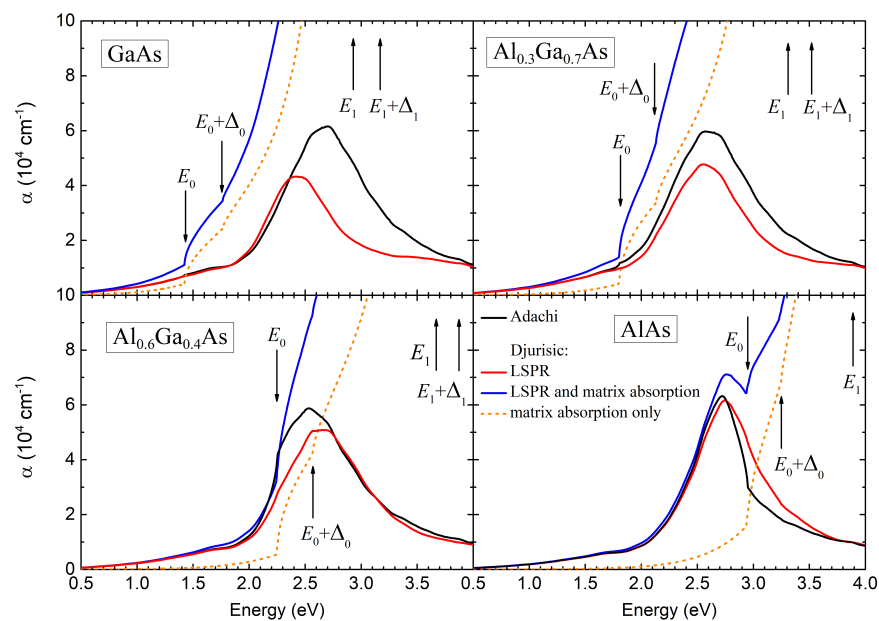 10
8
6
4
2
10
α (10⁴ cm⁻¹)
GaAs
E₀
E₀+Δ₀
E₁
E₁+Δ₁
Al₀.₃Ga₀.₇As
E₀+Δ₀
E₀
E₁
E₁+Δ₁
8
6
4
2
0
α (10⁴ cm⁻¹)
Al₀.₆Ga₀.₄As
E₀
E₁
E₁+Δ₁
E₀+Δ₀
0.5 1.0 1.5 2.0 2.5 3.0 3.5
Energy (eV)
Adachi
Djurisic:
LSPR
LSPR and matrix absorption
matrix absorption only
AlAs
E₀
E₁
E₀+Δ₀
0.5 1.0 1.5 2.0 2.5 3.0 3.5 4.0
Energy (eV)